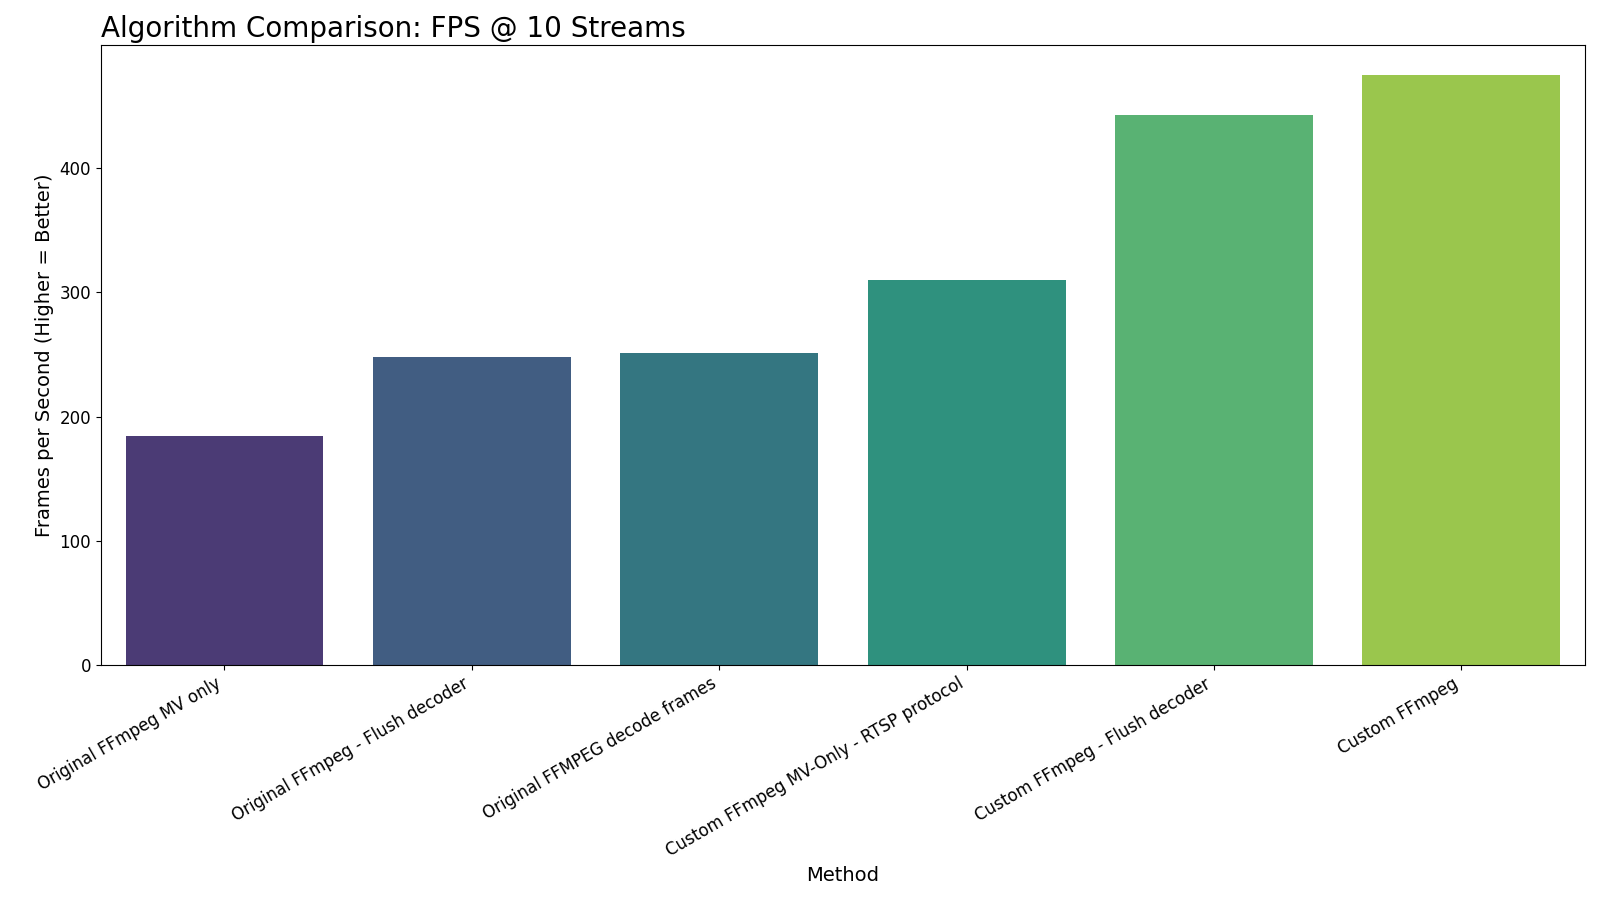 Algorithm Comparison: FPS @ 10 Streams
Frames per Second (Higher = Better)
400
300
200
100
0
Original FFmpeg MV only
Original FFmpeg - Flush decoder
Original FFMPEG decode frames
Custom FFmpeg MV-Only - RTSP protocol
Custom FFmpeg - Flush decoder
Custom FFmpeg
Method